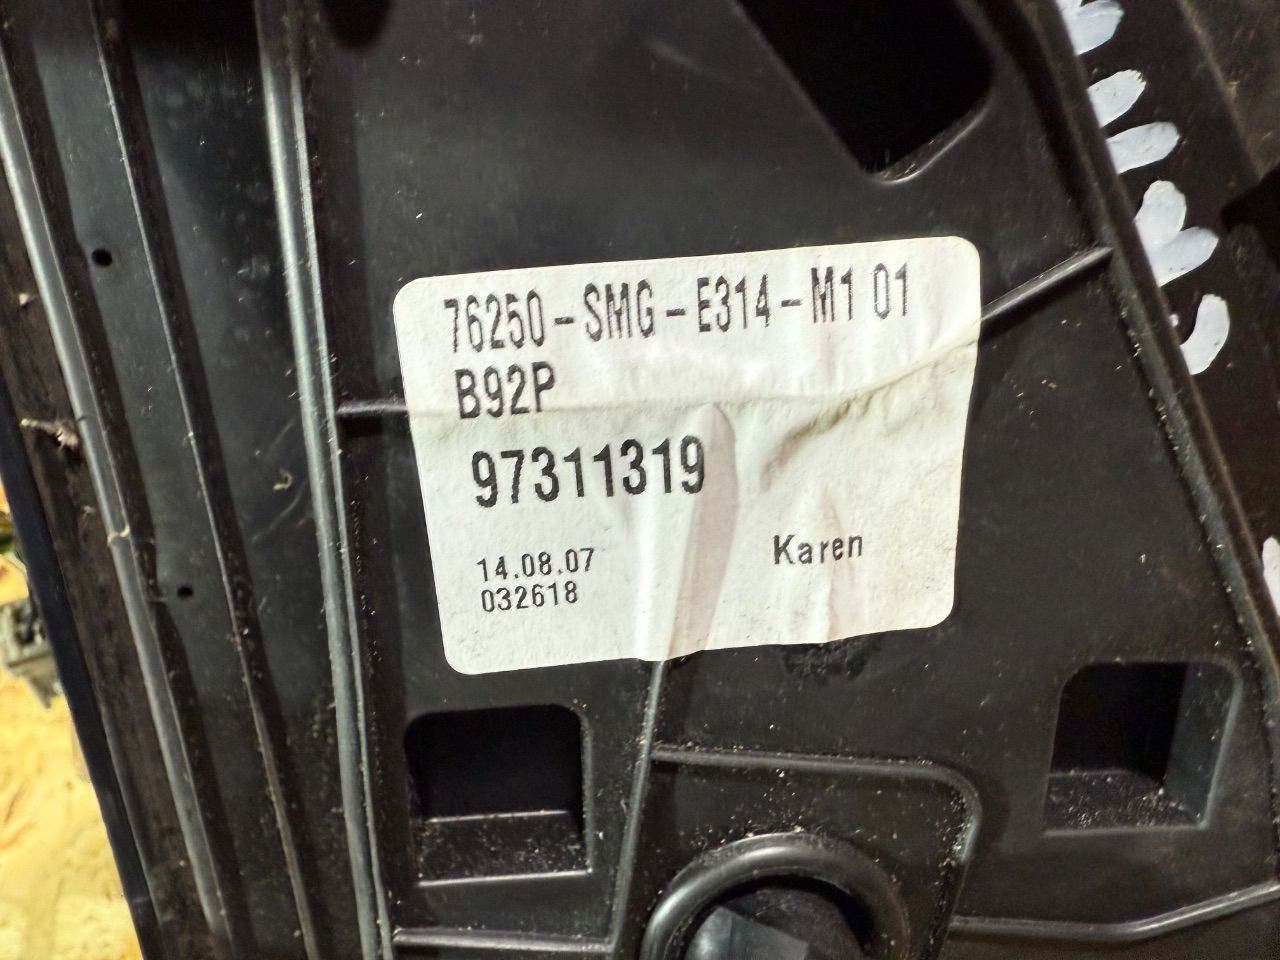 76250-SMG-E314-M1 01
B92P
97311319
14.08.07
Karen
032618